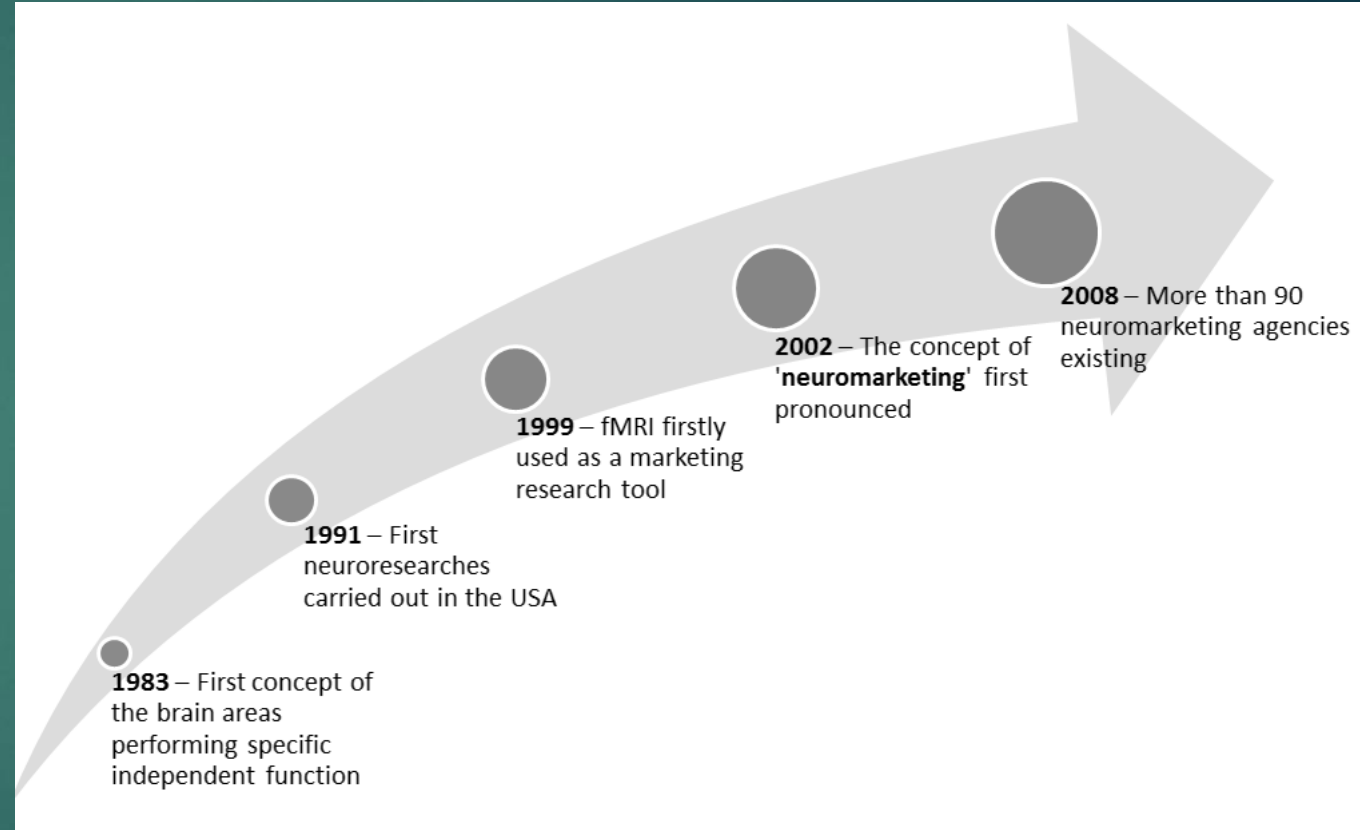 1983 – First concept of
the brain areas
performing specific
independent function
1991 – First
neuroresearches
carried out in the USA
1999 – fMRI firstly
used as a marketing
research tool
2002 – The concept of
'neuromarketing' first
pronounced
2008 – More than 90
neuromarketing agencies
existing